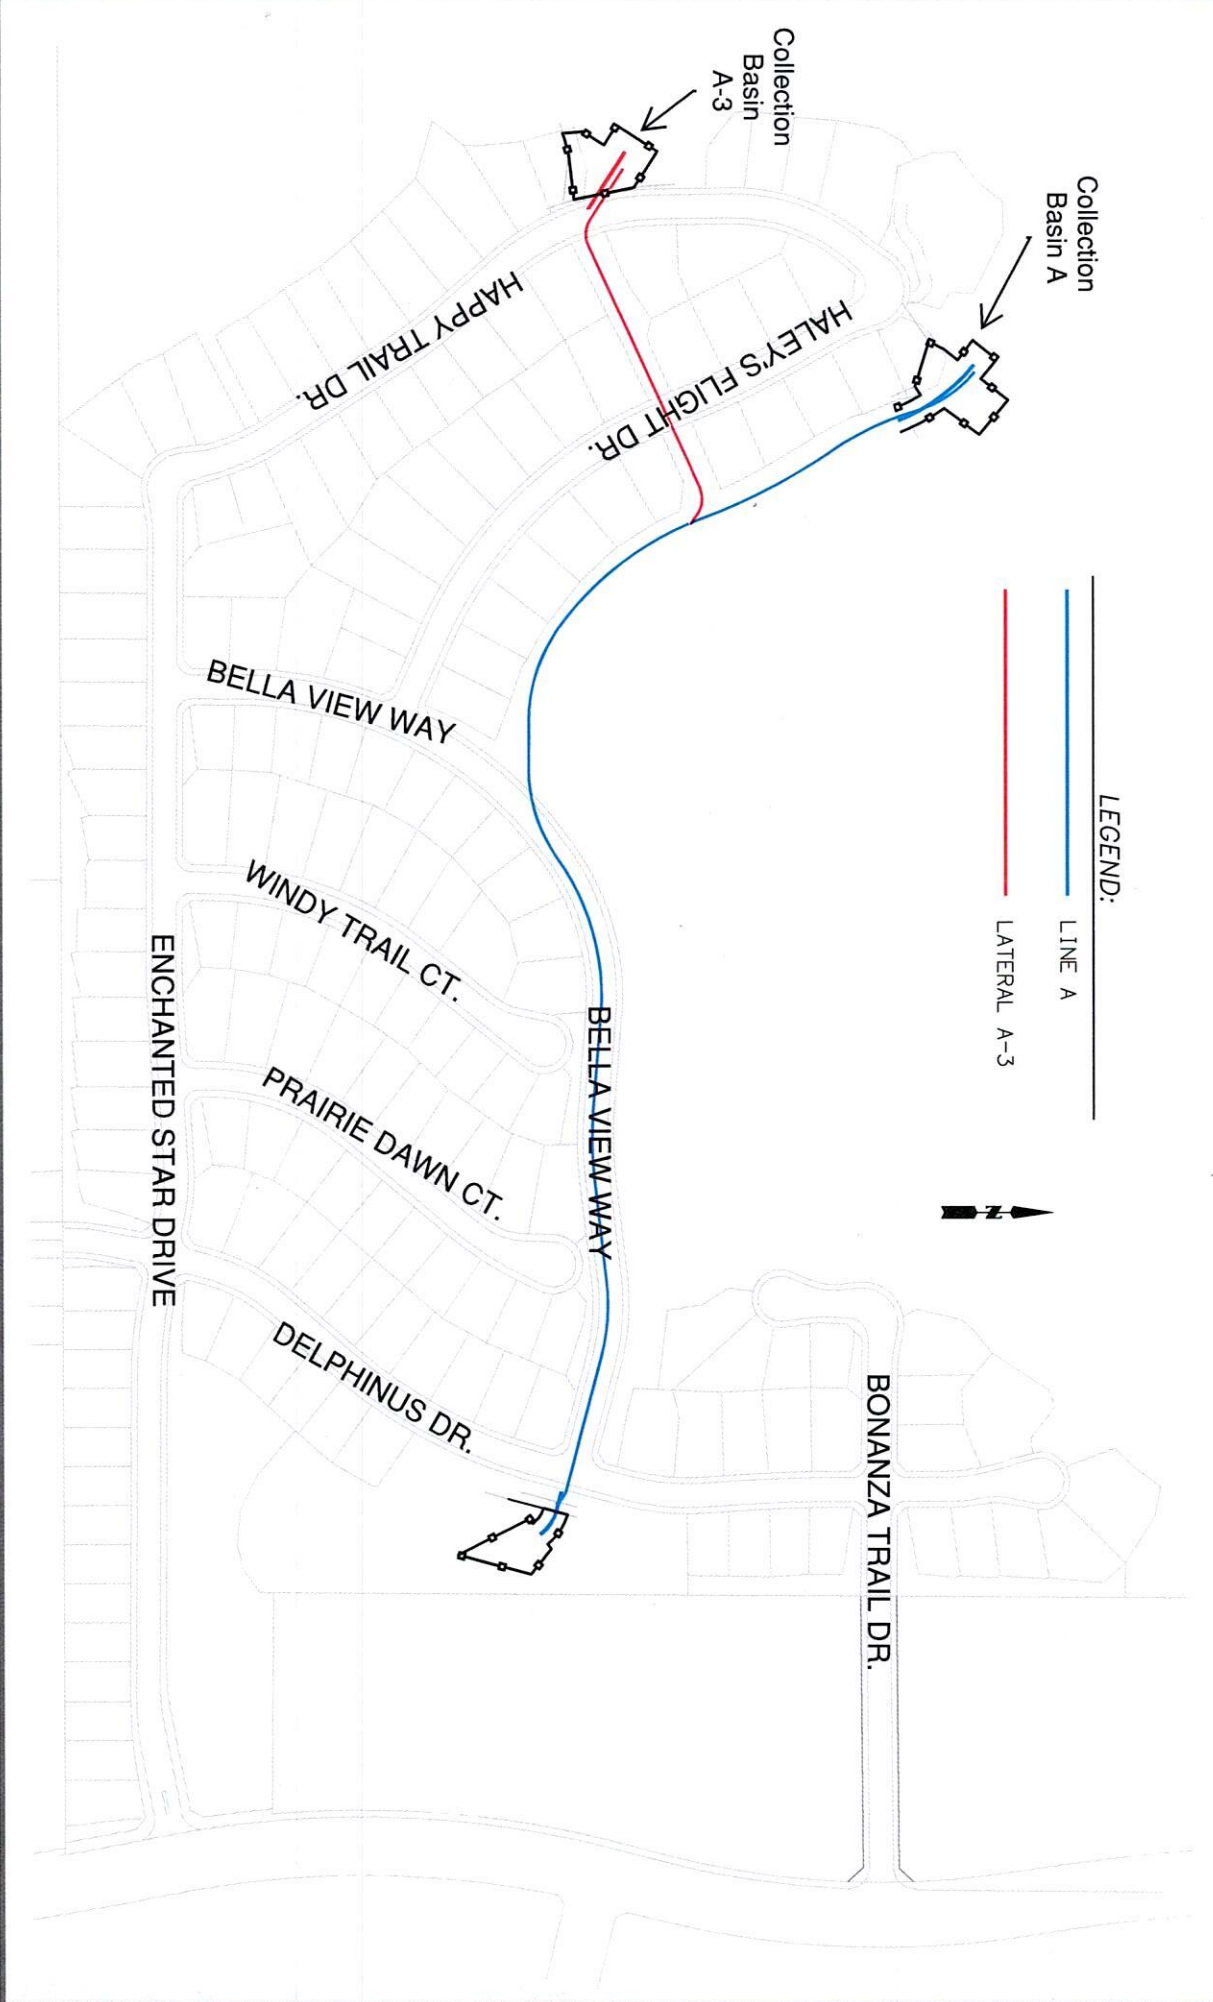 Collection
Basin
A-3
Collection
Basin A
HAPPY TRAIL DR.
HALEY'S FLIGHT DR.
LEGEND:
LINE A
LATERAL A-3
BELLA VIEW WAY
WINDY TRAIL CT.
PRAIRIE DAWN CT.
DELPHINUS DR.
ENCHANTED STAR DRIVE
BELLA VIEW WAY
N
BONANZA TRAIL DR.